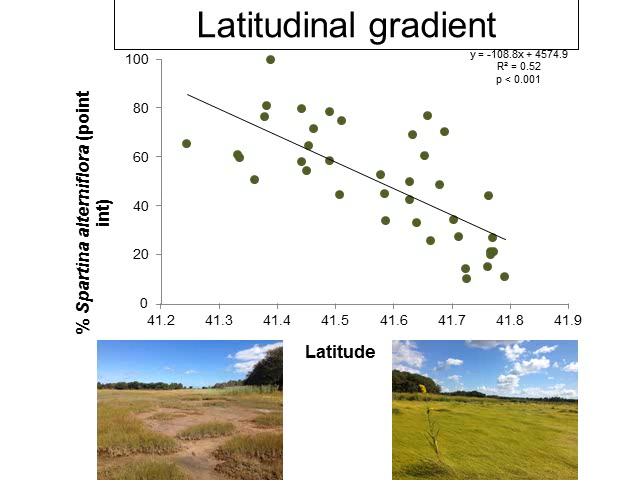 Latitudinal gradient
y = -108.8x + 4574.9
R² = 0.52
p < 0.001
% Spartina alterniflora (point
int)
100
80
60
40
20
0
41.2 41.3 41.4 41.5 41.6 41.7 41.8 41.9
Latitude